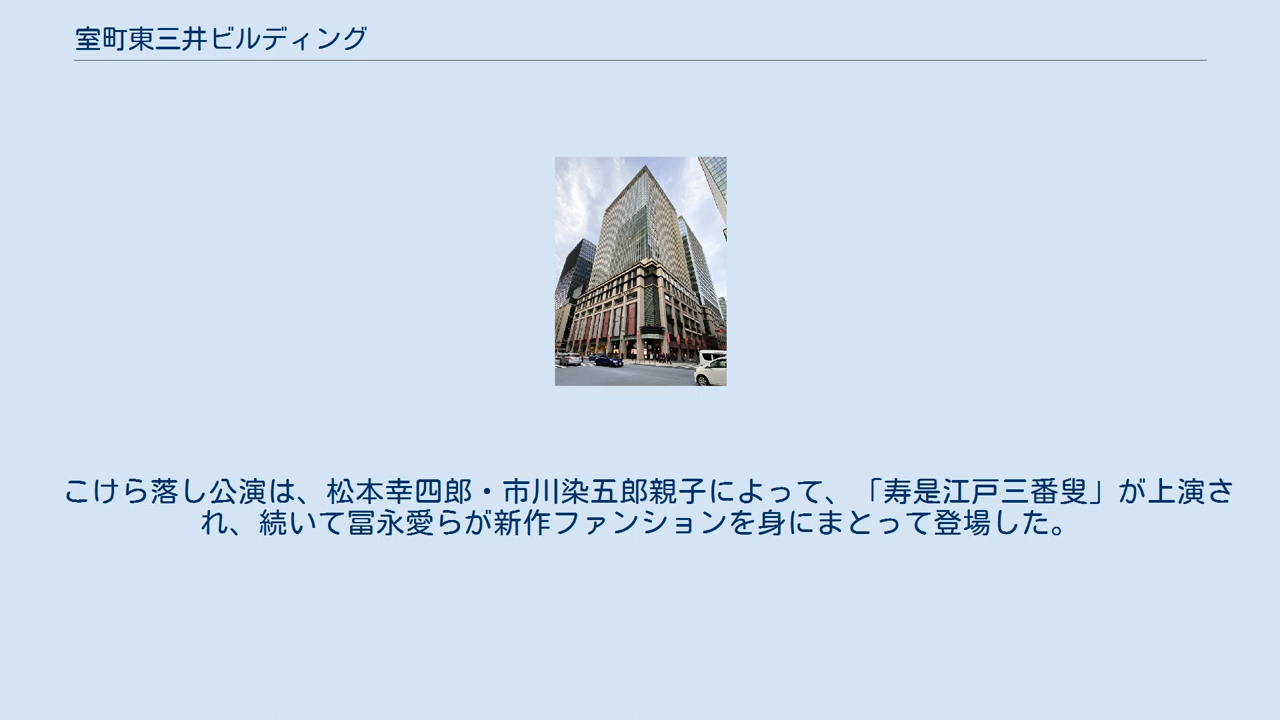 室町東三井ビルディング
こけら落し公演は、松本幸四郎・市川染五郎親子によって、「寿是江戸三番叟」が上演さ
れ、続いて冨永愛らが新作ファンションを身にまとって登場した。